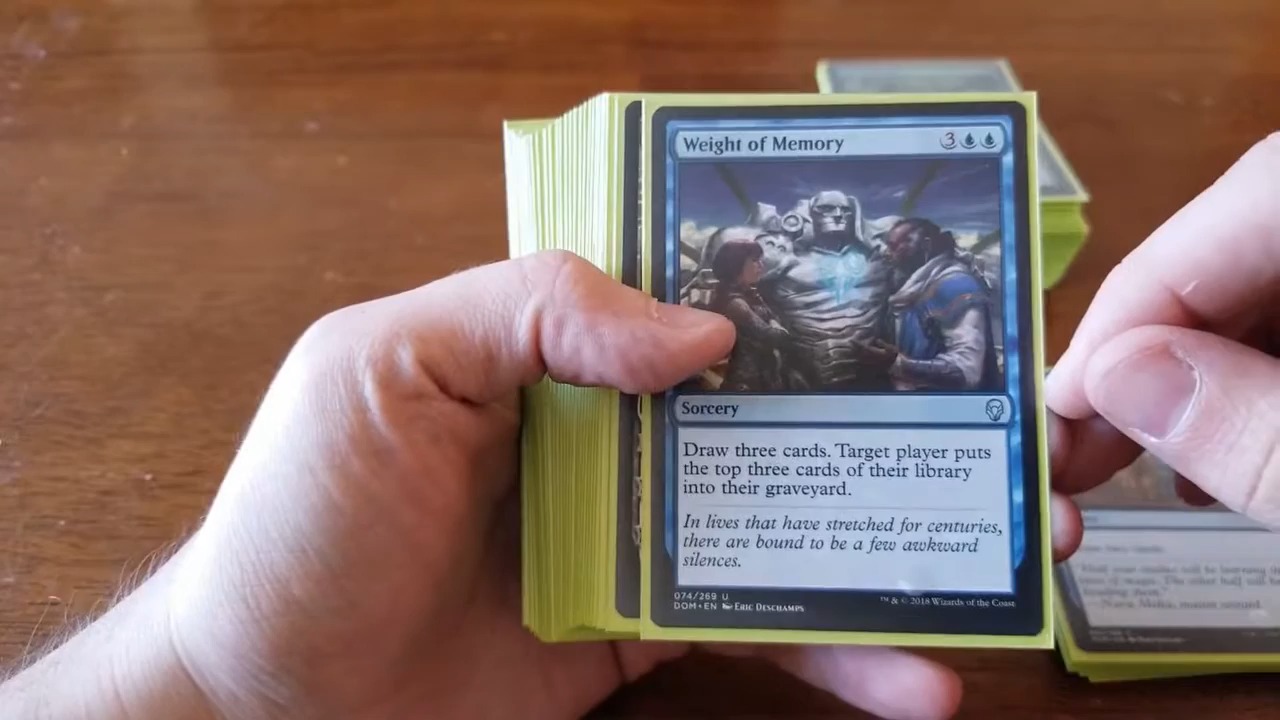 Weight of Memory 3
Sorcery
Draw three cards. Target player puts
the top three cards of their library
into their graveyard.
In lives that have stretched for centuries,
there are bound to be a few awkward
silences.
074/269 U
DOM • EN Eric Deschamps
™ & © 2018 Wizards of the Coast